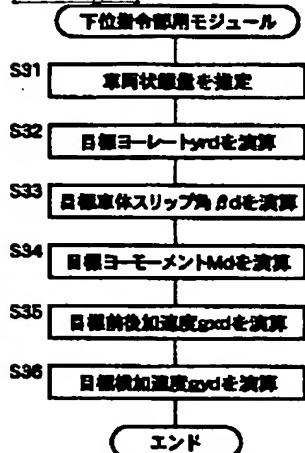 下位指令部用モジュール
S31
車両状態量を推定
S32
目標ヨーレートyrdを演算
S33
目標車体スリップ角βdを演算
S34
目標ヨーモーメントMdを演算
S35
目標前後加速度gxdを演算
S36
目標横加速度gydを演算
エンド